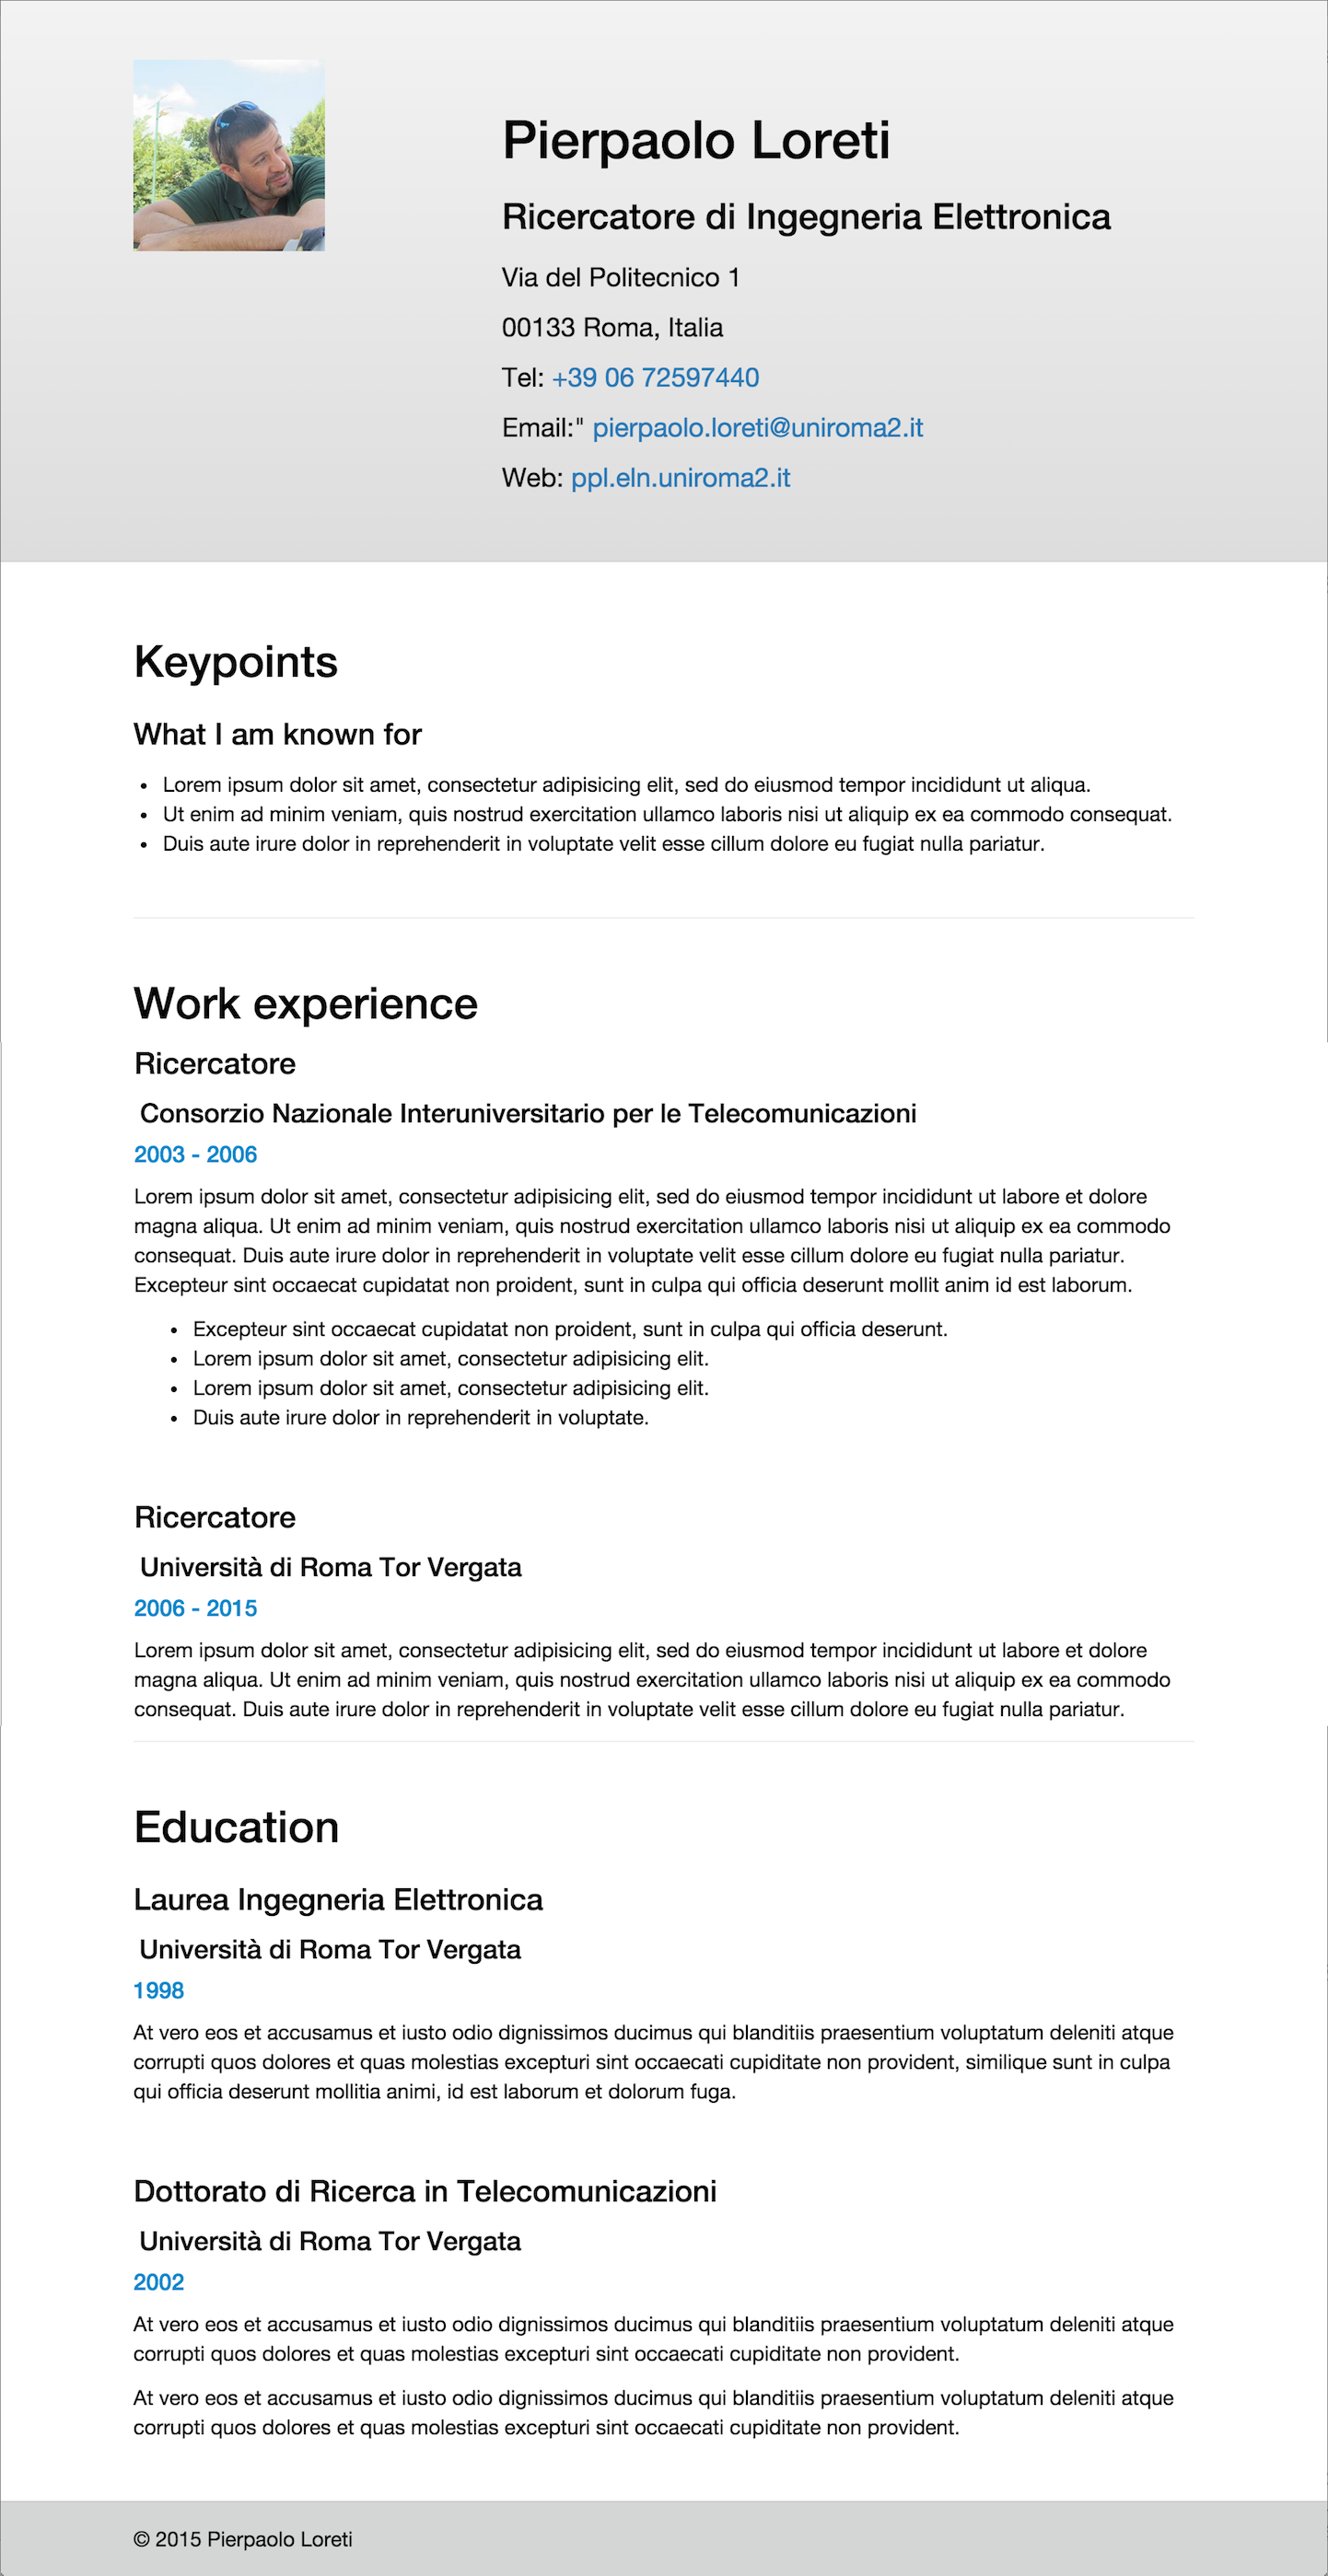 Pierpaolo Loreti
Ricercatore di Ingegneria Elettronica
Via del Politecnico 1
00133 Roma, Italia
Tel: +39 06 72597440
Email:" pierpaolo.loreti@uniroma2.it
Web: ppl.eln.uniroma2.it
Keypoints
What I am known for
• Lorem ipsum dolor sit amet, consectetur adipisicing elit, sed do eiusmod tempor incididunt ut aliqua.
• Ut enim ad minim veniam, quis nostrud exercitation ullamco laboris nisi ut aliquip ex ea commodo consequat.
• Duis aute irure dolor in reprehenderit in voluptate velit esse cillum dolore eu fugiat nulla pariatur.
Work experience
Ricercatore
Consorzio Nazionale Interuniversitario per le Telecomunicazioni
2003 - 2006
Lorem ipsum dolor sit amet, consectetur adipisicing elit, sed do eiusmod tempor incididunt ut labore et dolore
magna aliqua. Ut enim ad minim veniam, quis nostrud exercitation ullamco laboris nisi ut aliquip ex ea commodo
consequat. Duis aute irure dolor in reprehenderit in voluptate velit esse cillum dolore eu fugiat nulla pariatur.
Excepteur sint occaecat cupidatat non proident, sunt in culpa qui officia deserunt mollit anim id est laborum.
• Excepteur sint occaecat cupidatat non proident, sunt in culpa qui officia deserunt.
• Lorem ipsum dolor sit amet, consectetur adipisicing elit.
• Lorem ipsum dolor sit amet, consectetur adipisicing elit.
• Duis aute irure dolor in reprehenderit in voluptate.
Ricercatore
Università di Roma Tor Vergata
2006 - 2015
Lorem ipsum dolor sit amet, consectetur adipisicing elit, sed do eiusmod tempor incididunt ut labore et dolore
magna aliqua. Ut enim ad minim veniam, quis nostrud exercitation ullamco laboris nisi ut aliquip ex ea commodo
consequat. Duis aute irure dolor in reprehenderit in voluptate velit esse cillum dolore eu fugiat nulla pariatur.
Education
Laurea Ingegneria Elettronica
Università di Roma Tor Vergata
1998
At vero eos et accusamus et iusto odio dignissimos ducimus qui blanditiis praesentium voluptatum deleniti atque
corrupti quos dolores et quas molestias excepturi sint occaecati cupiditate non provident, similique sunt in culpa
qui officia deserunt mollitia animi, id est laborum et dolorum fuga.
Dottorato di Ricerca in Telecomunicazioni
Università di Roma Tor Vergata
2002
At vero eos et accusamus et iusto odio dignissimos ducimus qui blanditiis praesentium voluptatum deleniti atque
corrupti quos dolores et quas molestias excepturi sint occaecati cupiditate non provident.
At vero eos et accusamus et iusto odio dignissimos ducimus qui blanditiis praesentium voluptatum deleniti atque
corrupti quos dolores et quas molestias excepturi sint occaecati cupiditate non provident.
© 2015 Pierpaolo Loreti